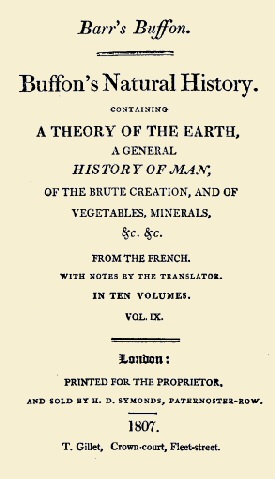 Barr's Buffon.
Buffon's Natural History.
CONTAINING
A THEORY OF THE EARTH,
A GENERAL
HISTORY OF MAN,
OF THE BRUTE CREATION, AND OF
VEGETABLES, MINERALS,
&c. &c.
FROM THE FRENCH.
WITH NOTES BY THE TRANSLATOR.
IN TEN VOLUMES.
VOL. IX.
London:
PRINTED FOR THE PROPRIETOR,
AND SOLD BY H. D. SYMONDS, PATERNOSTER-ROW.
1807.
T. Gillet, Crown-court, Fleet-street.